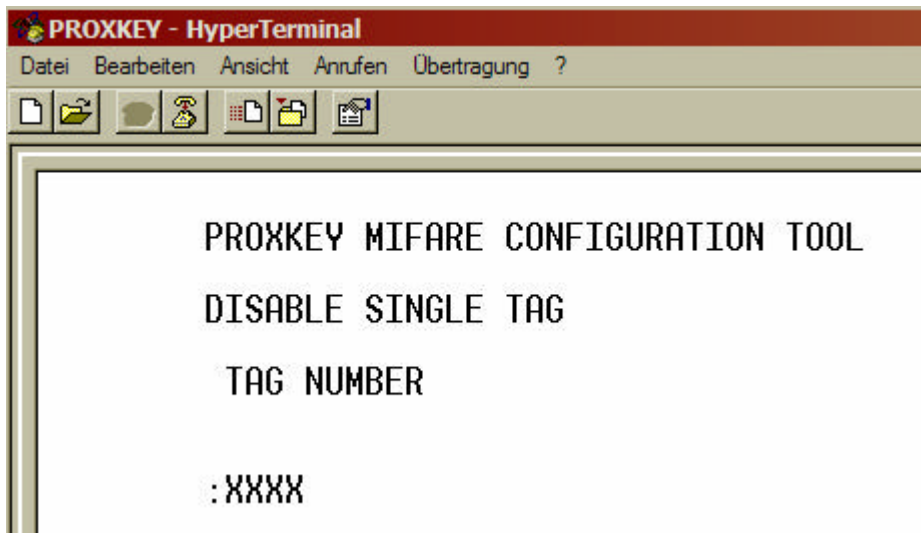 PROXKEY - HyperTerminal
Datei Bearbeiten Ansicht Anrufen Übertragung ?
PROXKEY MIFARE CONFIGURATION TOOL
DISABLE SINGLE TAG
TAG NUMBER
:XXXX